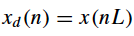 x_d(n) = x(nL)